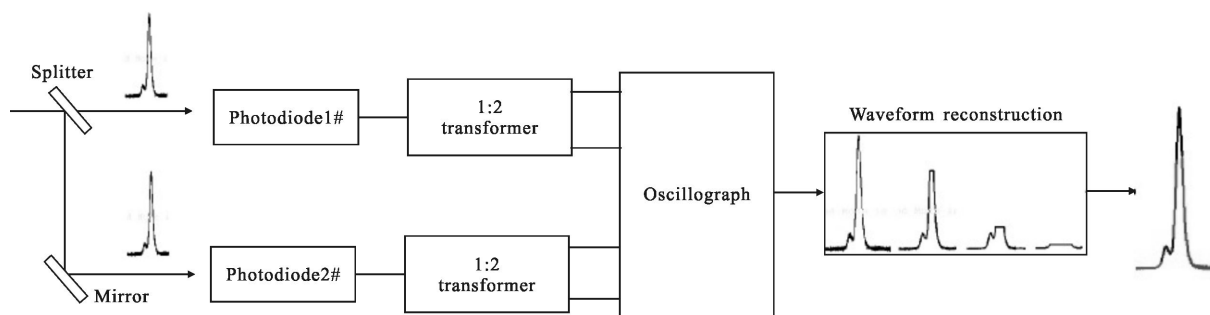 Splitter
Photodiode1#
1:2
transformer
Oscillograph
Waveform reconstruction
Mirror
Photodiode2#
1:2
transformer